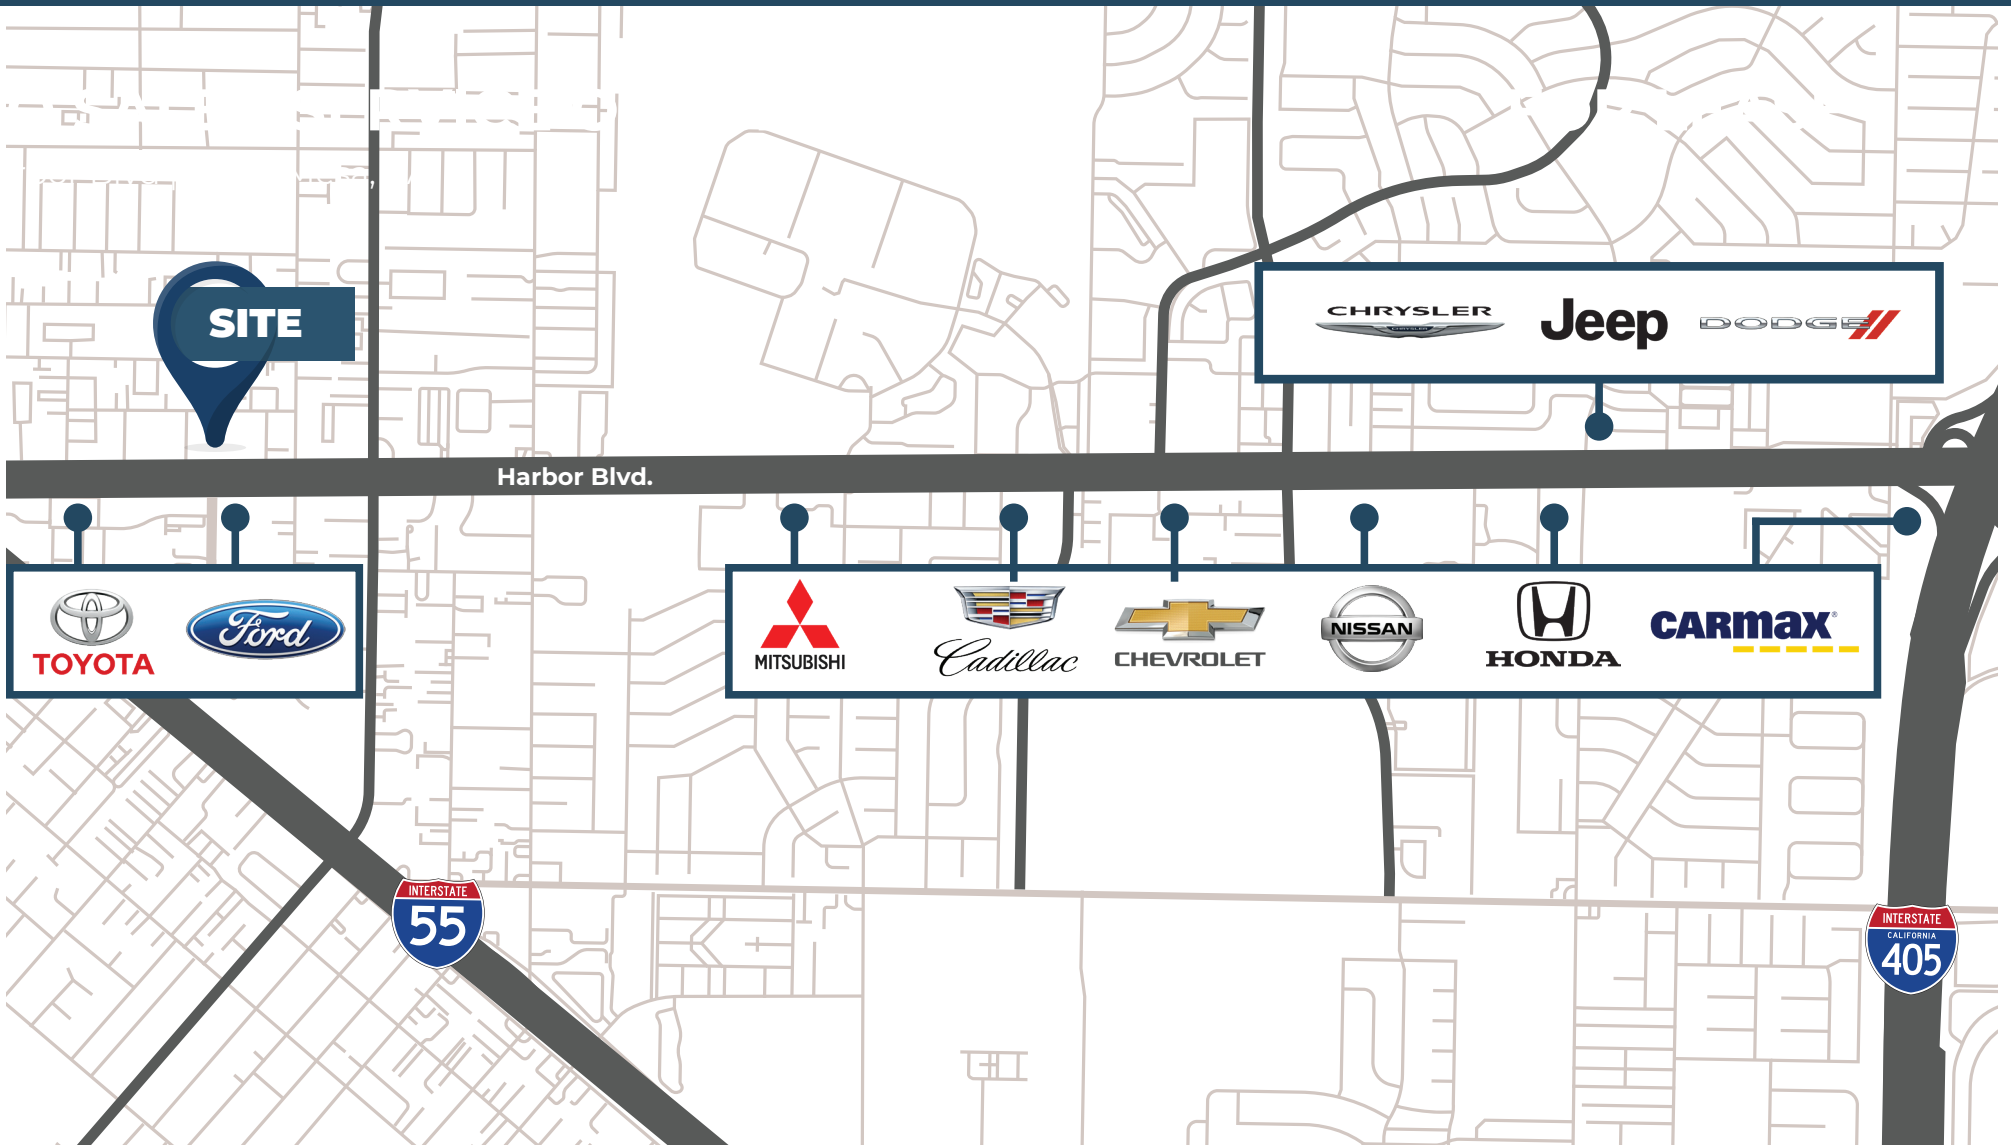 SITE
CHRYSLER
CHRYSLER
Jeep
DODGE
Harbor Blvd.
TOYOTA
Ford
MITSUBISHI
Cadillac
CHEVROLET
NISSAN
HONDA
CARMAX®
INTERSTATE
55
INTERSTATE
CALIFORNIA
405